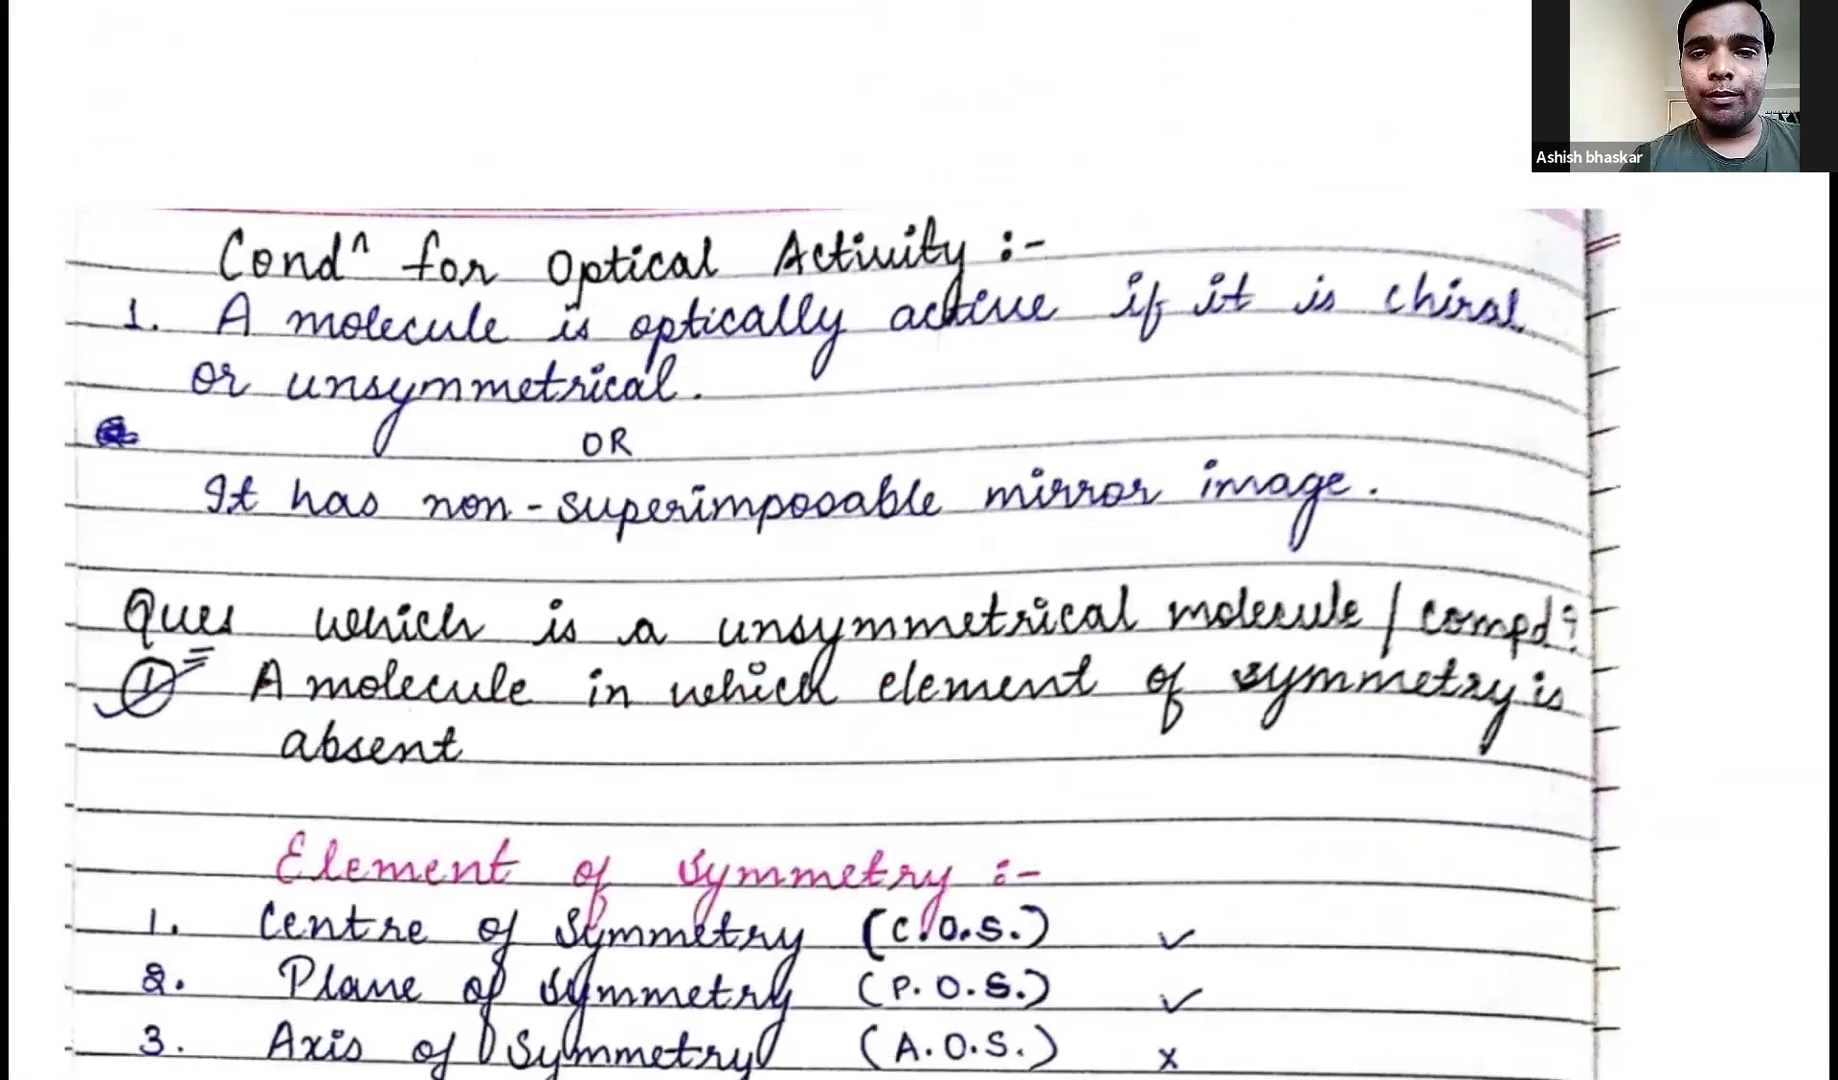 Ashish bhaskar
Condⁿ for Optical Activity :-
1. A molecule is optically active if it is chiral
or unsymmetrical.
OR
It has non-superimposable mirror image.
Ques which is a unsymmetrical molecule / compd?
① A molecule in which element of symmetry is
absent
Element of Symmetry :-
1. Centre of Symmetry (C.O.S.) ✓
2. Plane of Symmetry (P.O.S.) ✓
3. Axis of Symmetry (A.O.S.) x